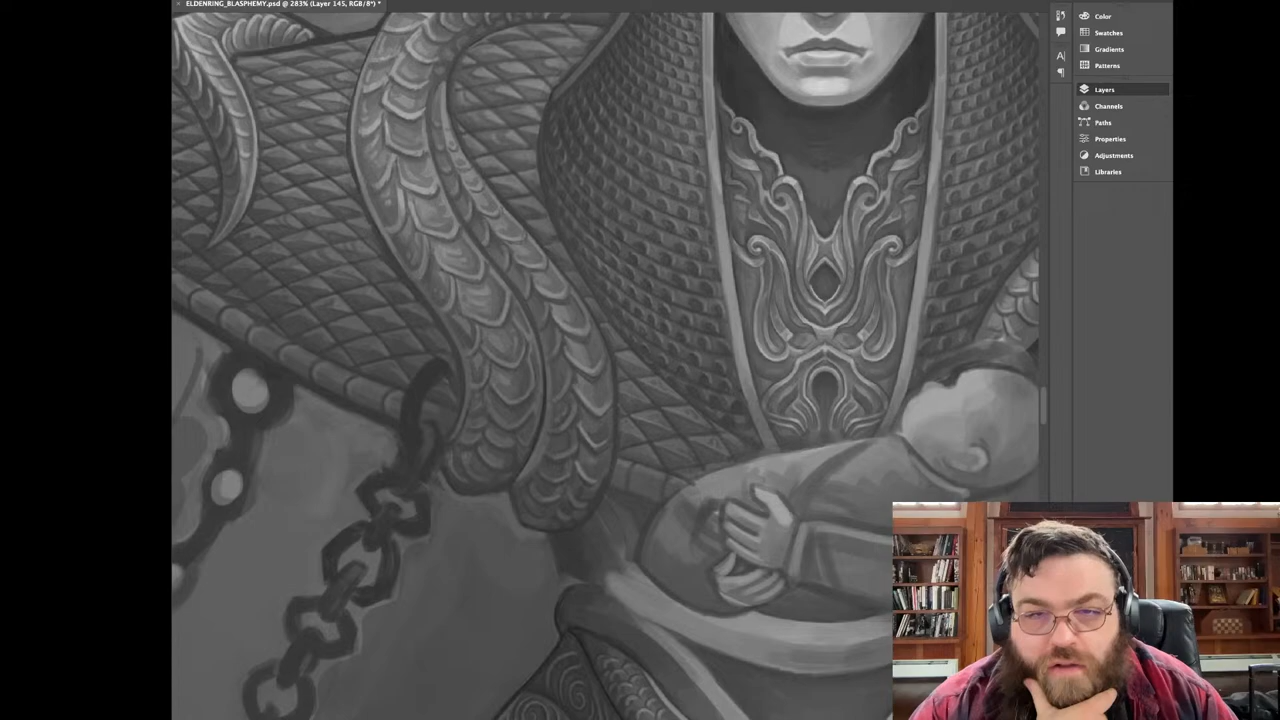 × ELDENRING_BLASPHEMY.psd @ 283% (Layer 145, RGB/8*) *
Color
Swatches
Gradients
Patterns
Layers
Channels
Paths
Properties
Adjustments
Libraries